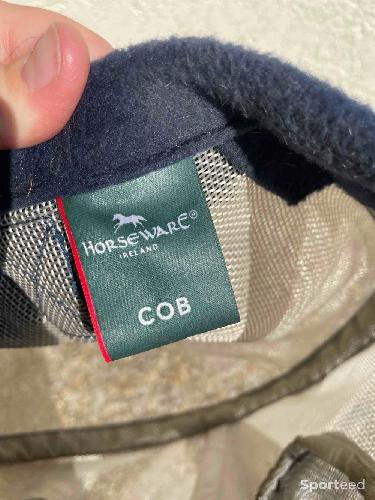 HORSEWARE®
IRELAND
COB
Sporteed